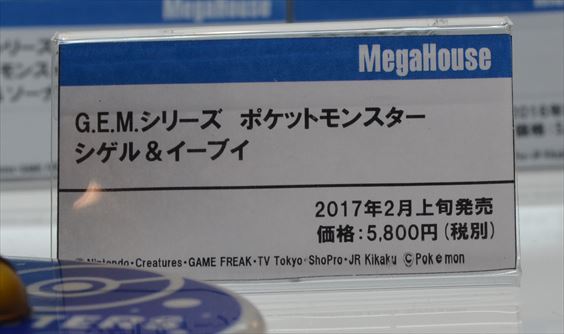 MegaHouse
G.E.M.シリーズ ポケットモンスター
シゲル＆イーブイ
2017年2月上旬発売
価格：5,800円（税別）
Nintendo・Creatures・GAME FREAK・TV Tokyo・ShoPro・JR Kikaku ©Pokémon